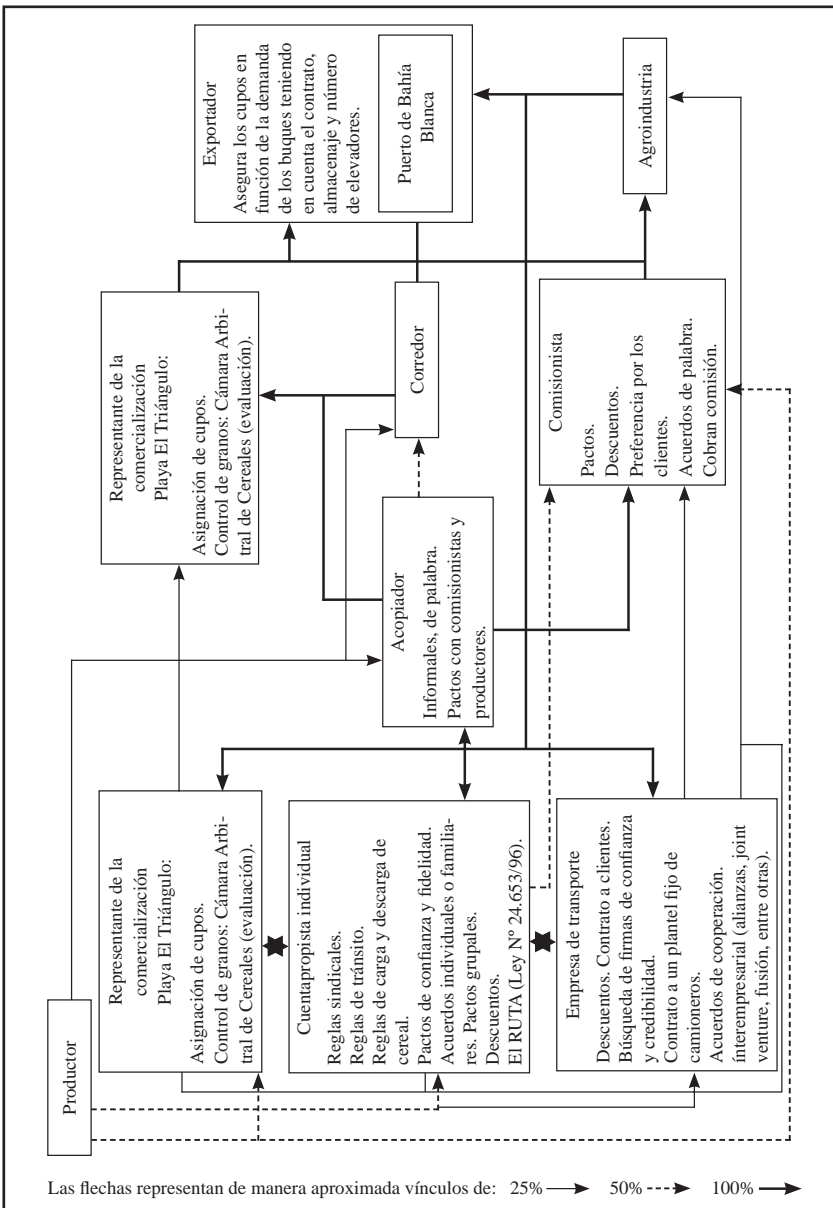 Productor
Representante de la
comercialización
Playa El Triángulo:
Asignación de cupos.
Control de granos: Cámara Arbi-
tral de Cereales (evaluación).
Cuentapropista individual
Reglas sindicales.
Reglas de tránsito.
Reglas de carga y descarga de
cereal.
Pactos de confianza y fidelidad.
Acuerdos individuales o familia-
res. Pactos grupales.
Descuentos.
El RUTA (Ley Nº 24.653/96).
Empresa de transporte
Descuentos. Contrato a clientes.
Búsqueda de firmas de confianza
y credibilidad.
Contrato a un plantel fijo de
camioneros.
Acuerdos de cooperación.
ínterempresarial (alianzas, joint
venture, fusión, entre otras).
Acopiador
Informales, de palabra.
Pactos con comisionistas y
productores.
Representante de la
comercialización
Playa El Triángulo:
Asignación de cupos.
Control de granos: Cámara Arbi-
tral de Cereales (evaluación).
Corredor
Comisionista
Pactos.
Descuentos.
Preferencia por los
clientes.
Acuerdos de palabra.
Cobran comisión.
Exportador
Asegura los cupos en
función de la demanda
de los buques teniendo
en cuenta el contrato,
almacenaje y número
de elevadores.
Puerto de Bahía
Blanca
Agroindustria
Las flechas representan de manera aproximada vínculos de: 25% 50% 100%